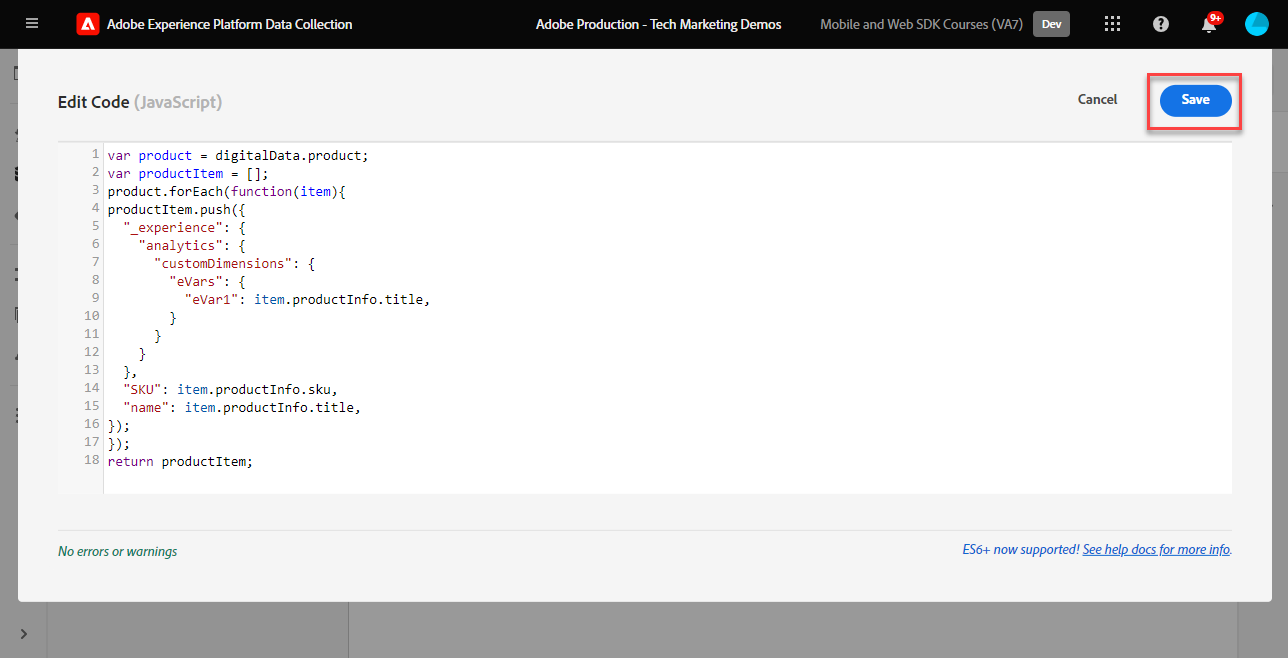 Adobe Experience Platform Data Collection Adobe Production - Tech Marketing Demos Mobile and Web SDK Courses (VA7) Dev ? 9+
Edit Code (JavaScript) Cancel Save
1 var product = digitalData.product;
2 var productItem = [];
3 product.forEach(function(item){
4 productItem.push({
5   "_experience": {
6     "analytics": {
7       "customDimensions": {
8         "eVars": {
9           "eVar1": item.productInfo.title,
10         }
11       }
12     }
13   },
14   "SKU": item.productInfo.sku,
15   "name": item.productInfo.title,
16 });
17 });
18 return productItem;
No errors or warnings ES6+ now supported! See help docs for more info.